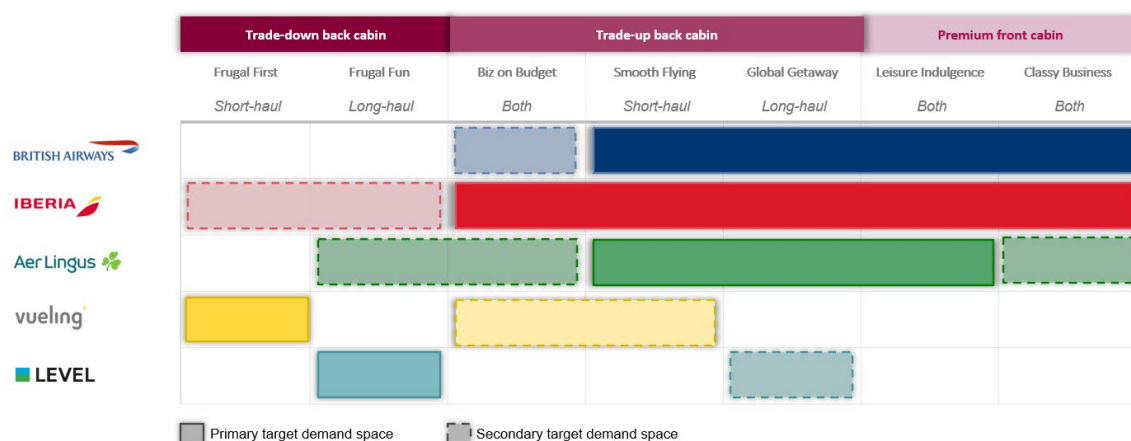 Trade-down back cabin Trade-up back cabin Premium front cabin
Frugal First Frugal Fun Biz on Budget Smooth Flying Global Getaway Leisure Indulgence Classy Business
Short-haul Long-haul Both Short-haul Long-haul Both Both
BRITISH AIRWAYS
IBERIA
Aer Lingus
vueling
LEVEL
Primary target demand space Secondary target demand space